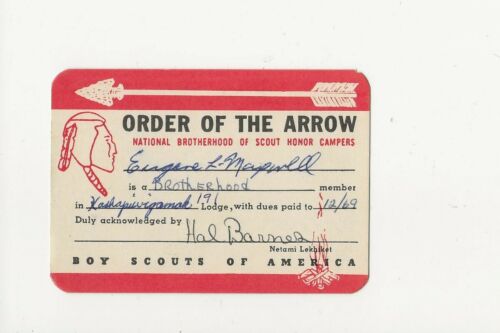 ORDER OF THE ARROW
NATIONAL BROTHERHOOD OF SCOUT HONOR CAMPERS
Eugene L. Maxwell
is a BROTHERHOOD member
in Kaskapuwigamak 191 Lodge, with dues paid to 12/69
Duly acknowledged by
Hal Barnes
Netami Lekhiket
BOY SCOUTS OF AMERICA